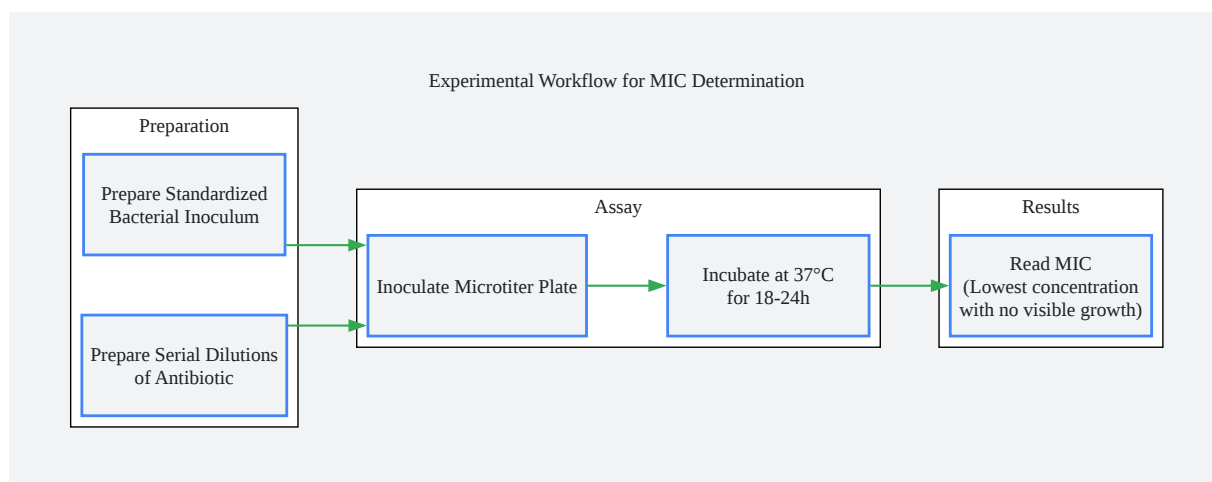 Experimental Workflow for MIC Determination
Preparation
Prepare Standardized
Bacterial Inoculum
Prepare Serial Dilutions
of Antibiotic
Assay
Inoculate Microtiter Plate
Incubate at 37°C
for 18-24h
Results
Read MIC
(Lowest concentration
with no visible growth)